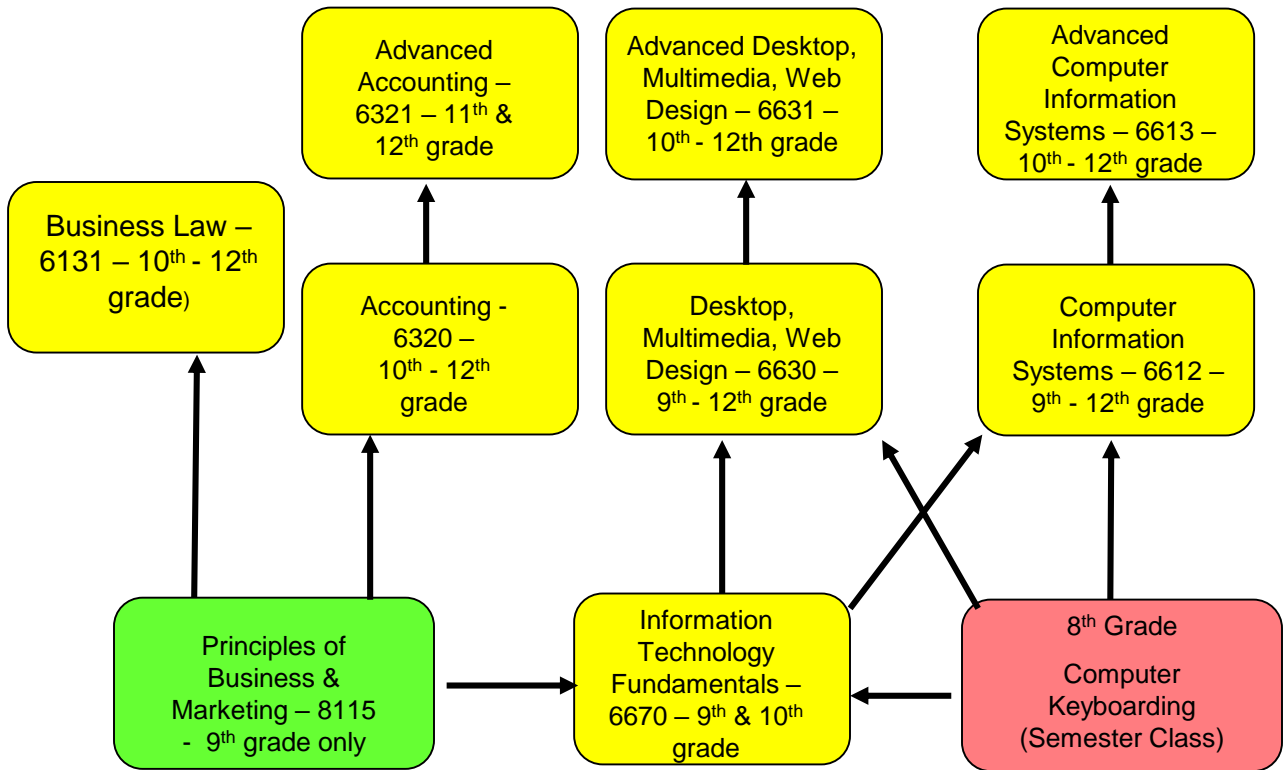 Advanced
Accounting –
6321 – 11th &
12th grade
Advanced Desktop,
Multimedia, Web
Design – 6631 –
10th - 12th grade
Advanced
Computer
Information
Systems – 6613 –
10th - 12th grade
Business Law –
6131 – 10th - 12th
grade)
Accounting -
6320 –
10th - 12th
grade
Desktop,
Multimedia, Web
Design – 6630 –
9th - 12th grade
Computer
Information
Systems – 6612 –
9th - 12th grade
Principles of
Business &
Marketing – 8115
- 9th grade only
Information
Technology
Fundamentals –
6670 – 9th & 10th
grade
8th Grade
Computer
Keyboarding
(Semester Class)